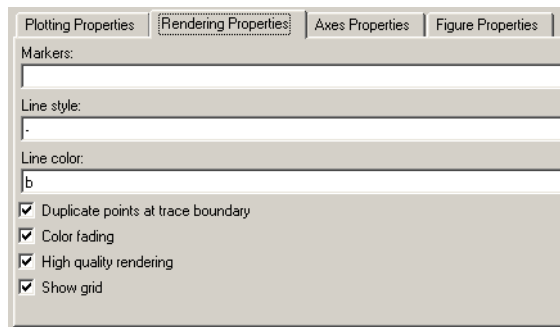 Plotting Properties Rendering Properties Axes Properties Figure Properties
Markers:
Line style:
-
Line color:
b
Duplicate points at trace boundary
Color fading
High quality rendering
Show grid